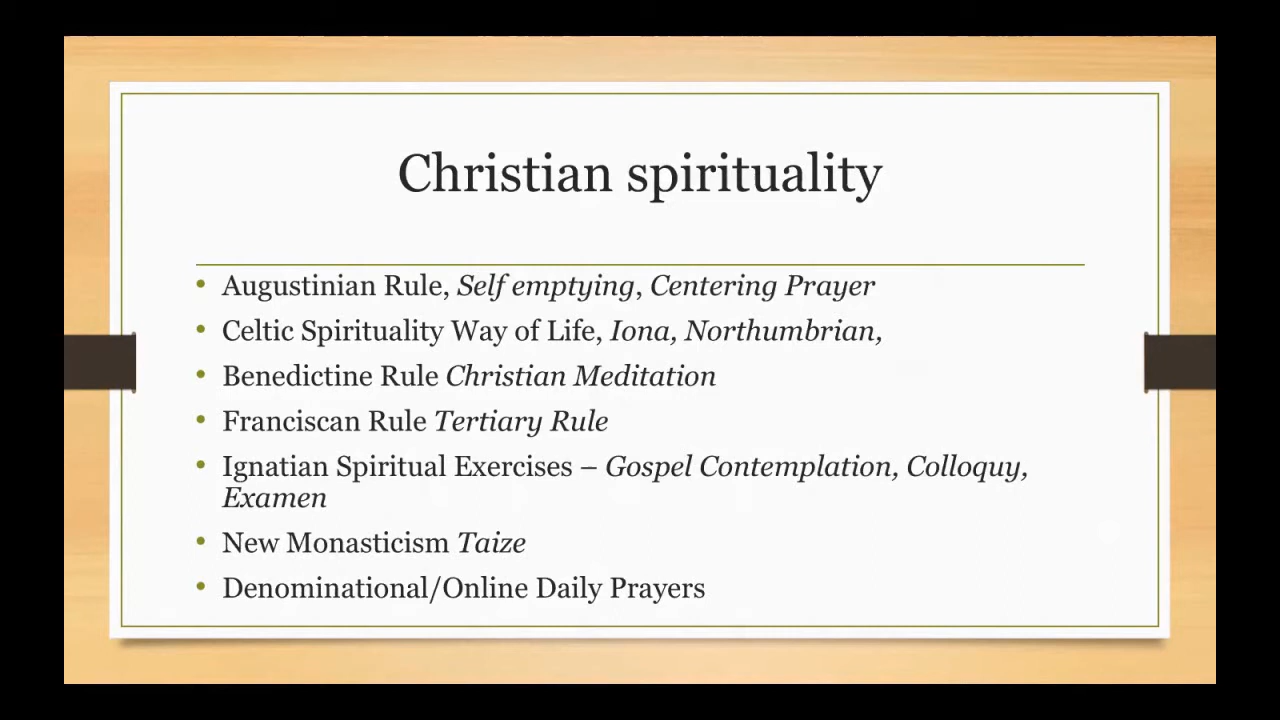 Christian spirituality
• Augustinian Rule, Self emptying, Centering Prayer
• Celtic Spirituality Way of Life, Iona, Northumbrian,
• Benedictine Rule Christian Meditation
• Franciscan Rule Tertiary Rule
• Ignatian Spiritual Exercises – Gospel Contemplation, Colloquy,
Examen
• New Monasticism Taize
• Denominational/Online Daily Prayers